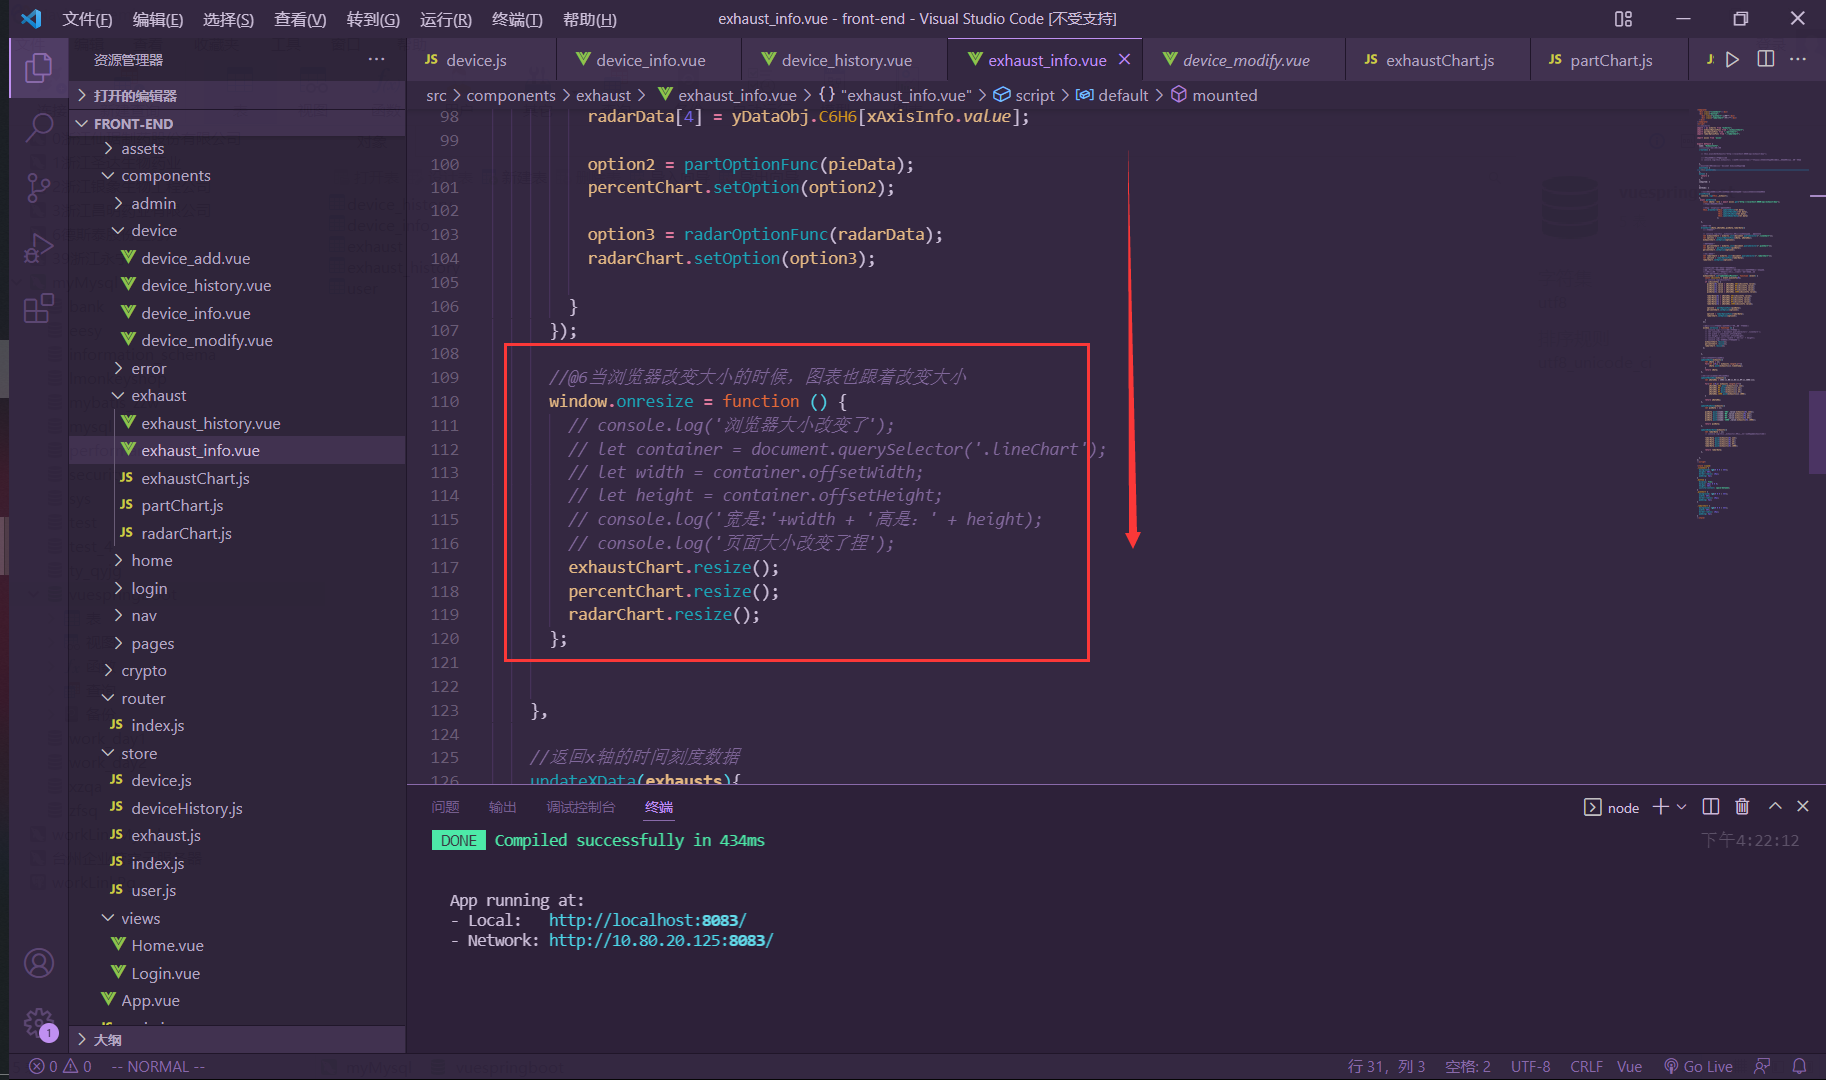 文件(F) 编辑(E) 选择(S) 查看(V) 转到(G) 运行(R) 终端(T) 帮助(H) exhaust_info.vue - front-end - Visual Studio Code [不受支持]
资源管理器 ···
JS device.js device_info.vue device_history.vue exhaust_info.vue device_modify.vue JS exhaustChart.js JS partChart.js
src > components > exhaust > exhaust_info.vue > {} "exhaust_info.vue" > script > default > mounted
打开的编辑器
FRONT-END
assets
components
admin
device
device_add.vue
device_history.vue
device_info.vue
device_modify.vue
error
exhaust
exhaust_history.vue
exhaust_info.vue
JS exhaustChart.js
JS partChart.js
JS radarChart.js
home
login
nav
pages
crypto
router
JS index.js
store
JS device.js
JS deviceHistory.js
JS exhaust.js
JS index.js
JS user.js
views
Home.vue
Login.vue
App.vue
大纲
98 radarData[4] = yDataObj.C6H6[xAxisInfo.value];
99
100 option2 = partOptionFunc(pieData);
101 percentChart.setOption(option2);
102
103 option3 = radarOptionFunc(radarData);
104 radarChart.setOption(option3);
105
106 }
107 });
108
109 //@6当浏览器改变大小的时候，图表也跟着改变大小
110 window.onresize = function () {
111 // console.log('浏览器大小改变了');
112 // let container = document.querySelector('.lineChart');
113 // let width = container.offsetWidth;
114 // let height = container.offsetHeight;
115 // console.log('宽是:'+width + '高是：' + height);
116 // console.log('页面大小改变了捏');
117 exhaustChart.resize();
118 percentChart.resize();
119 radarChart.resize();
120 };
121
122
123 },
124
125 //返回x轴的时间刻度数据
126 updateXData(exhausts){
问题 输出 调试控制台 终端 node
DONE Compiled successfully in 434ms 下午4:22:12
App running at:
- Local: http://localhost:8083/
- Network: http://10.80.20.125:8083/
1
0 0 -- NORMAL -- 行 31，列 3 空格: 2 UTF-8 CRLF Vue Go Live